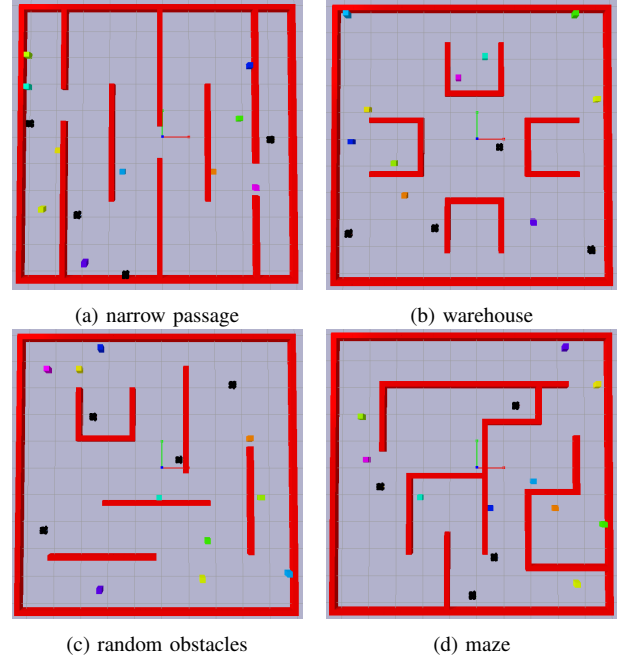 (a) narrow passage
(b) warehouse
(c) random obstacles
(d) maze